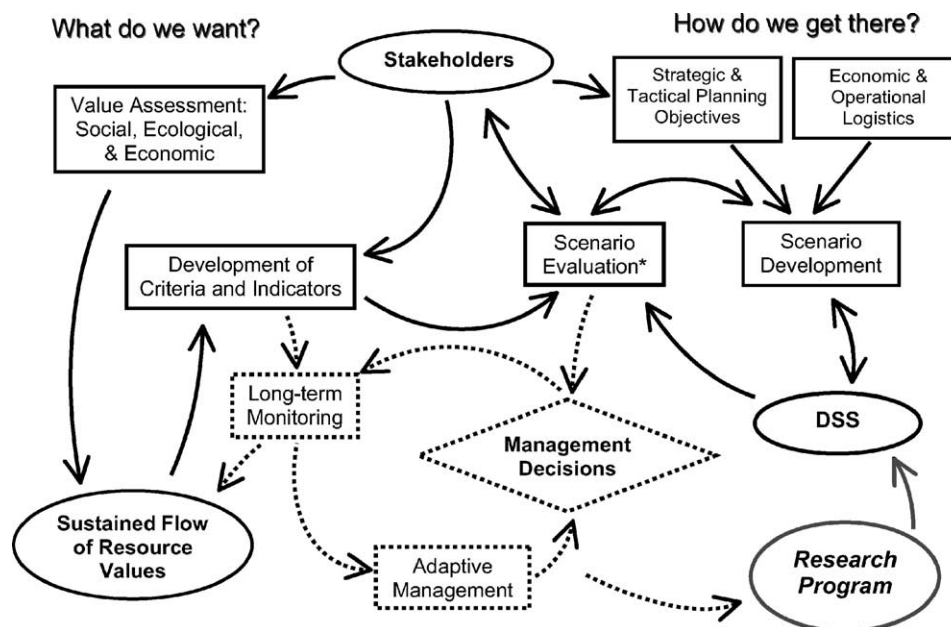 What do we want?
How do we get there?
Stakeholders
Strategic &
Tactical Planning
Objectives
Economic &
Operational
Logistics
Value Assessment:
Social, Ecological,
& Economic
Development of
Criteria and Indicators
Scenario
Evaluation*
Scenario
Development
Long-term
Monitoring
Management
Decisions
DSS
Sustained Flow
of Resource
Values
Adaptive
Management
Research
Program